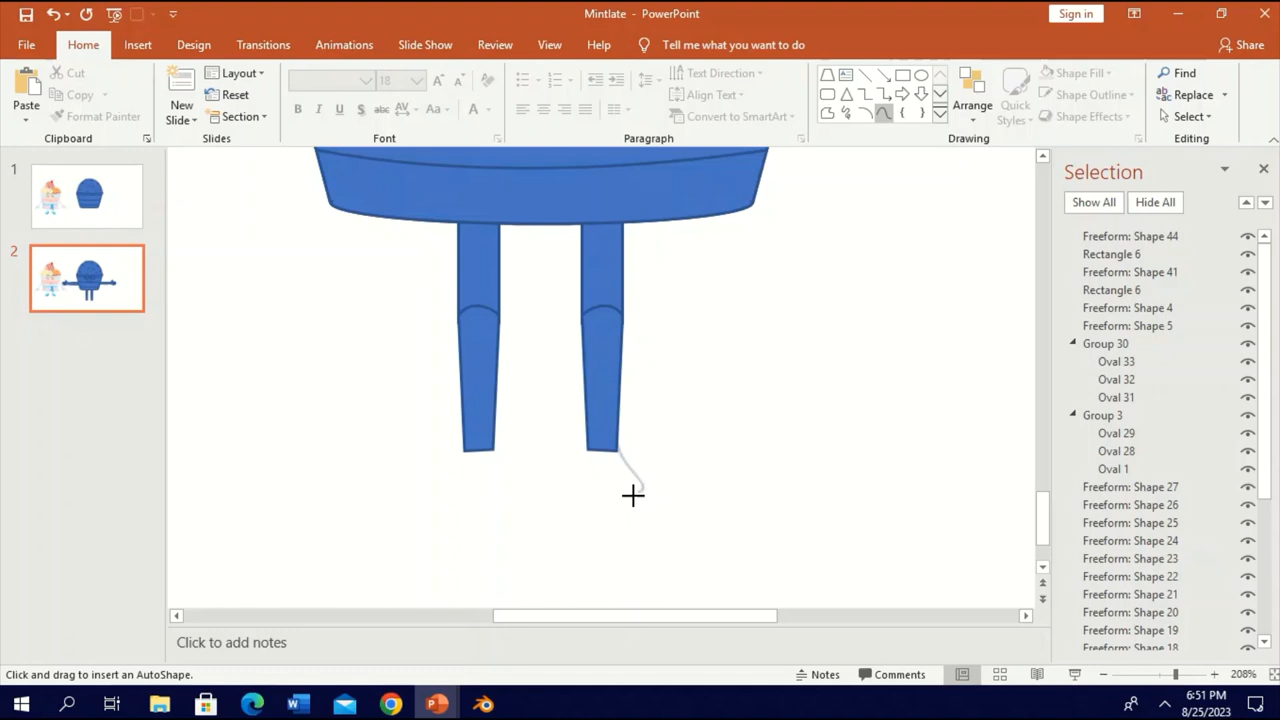 Mintlate - PowerPoint
Sign in
File
Home
Insert
Design
Transitions
Animations
Slide Show
Review
View
Help
Tell me what you want to do
Share
Paste
Cut
Copy
Format Painter
Clipboard
New Slide
Layout
Reset
Section
Slides
18
Font
Text Direction
Align Text
Convert to SmartArt
Paragraph
Arrange
Quick Styles
Shape Fill
Shape Outline
Shape Effects
Drawing
Find
Replace
Select
Editing
1
2
Selection
Show All
Hide All
Freeform: Shape 44
Rectangle 6
Freeform: Shape 41
Rectangle 6
Freeform: Shape 4
Freeform: Shape 5
Group 30
Oval 33
Oval 32
Oval 31
Group 3
Oval 29
Oval 28
Oval 1
Freeform: Shape 27
Freeform: Shape 26
Freeform: Shape 25
Freeform: Shape 24
Freeform: Shape 23
Freeform: Shape 22
Freeform: Shape 21
Freeform: Shape 20
Freeform: Shape 19
Freeform: Shape 18
Click to add notes
Click and drag to insert an AutoShape.
Notes
Comments
208%
6:51 PM
8/25/2023